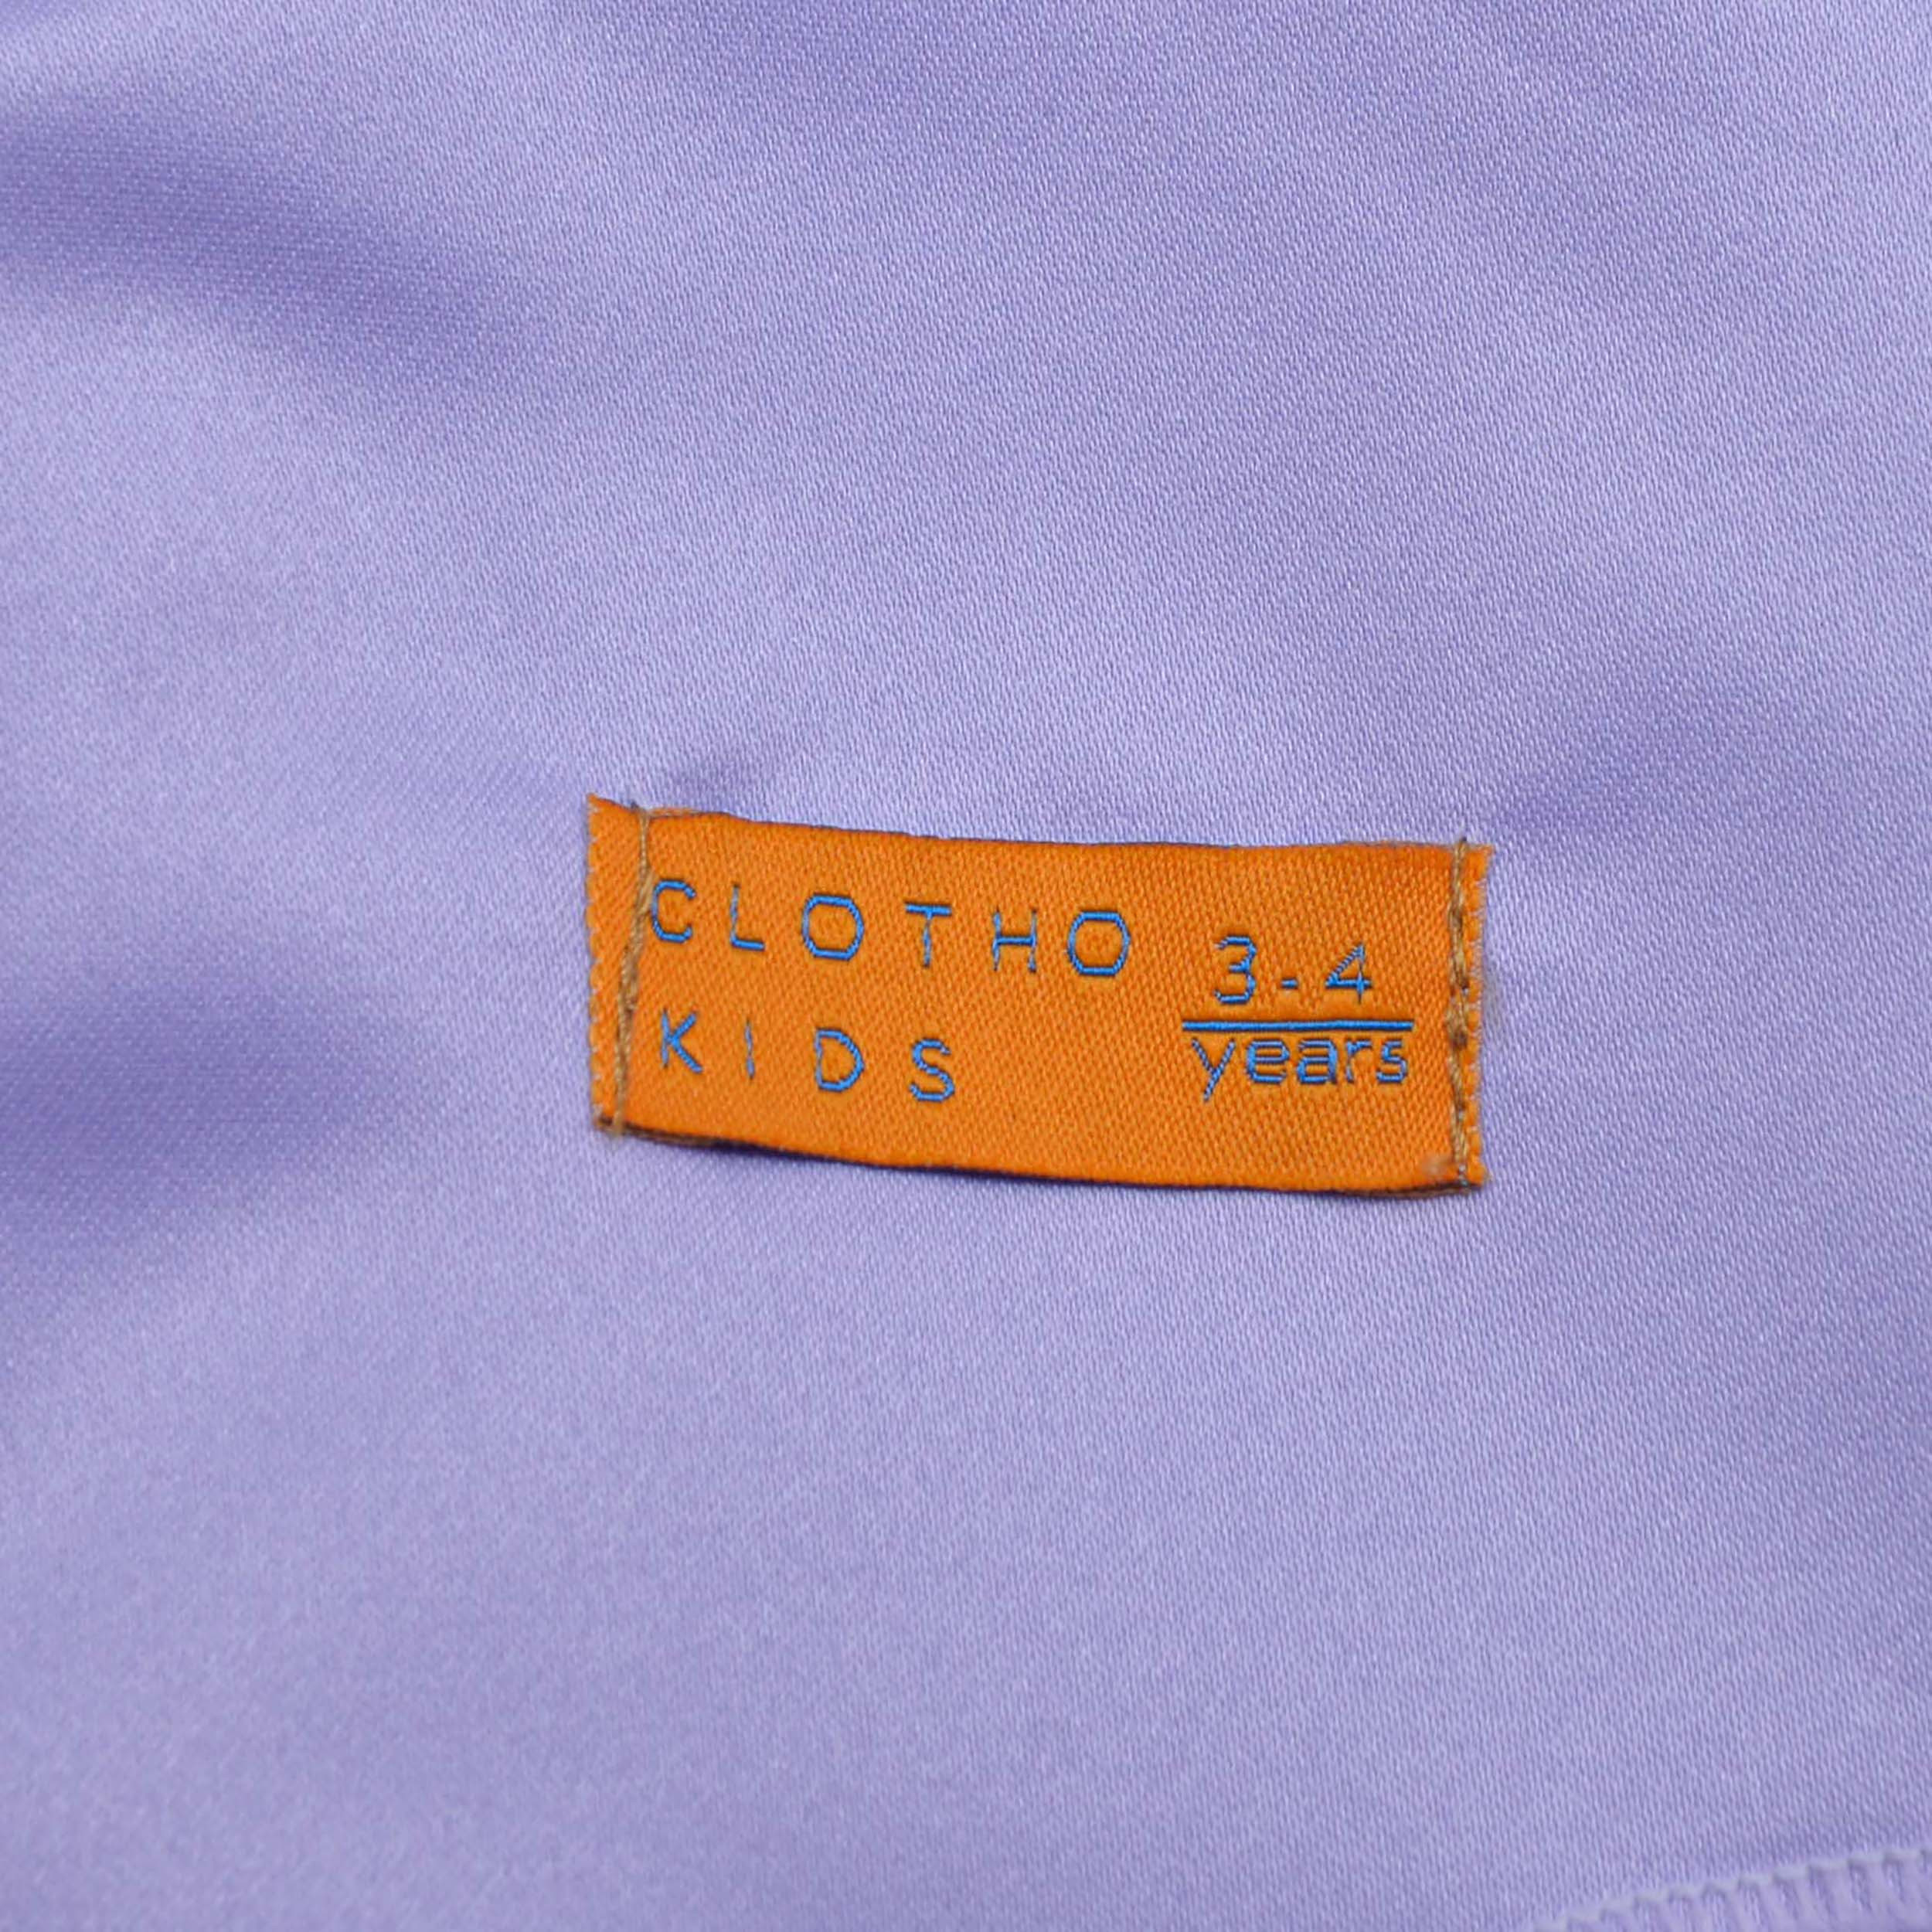 CLOTHO
KIDS
3-4
years